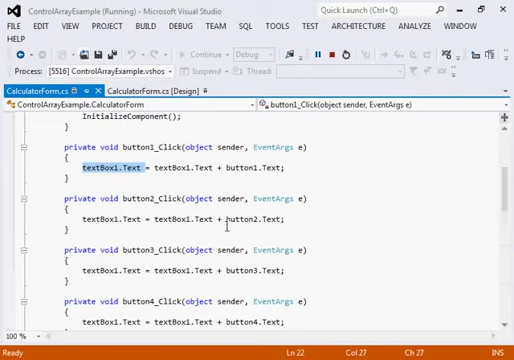 ControlArrayExample (Running) - Microsoft Visual Studio
Quick Launch (Ctrl+Q)
FILE EDIT VIEW PROJECT BUILD DEBUG TEAM SQL TOOLS TEST ARCHITECTURE ANALYZE WINDOW
HELP
Continue Debug
Process: [5516] ControlArrayExample.vshos Suspend Thread:
CalculatorForm.cs CalculatorForm.cs [Design]
ControlArrayExample.CalculatorForm button1_Click(object sender, EventArgs e)
InitializeComponent();
}
private void button1_Click(object sender, EventArgs e)
{
textBox1.Text = textBox1.Text + button1.Text;
}
private void button2_Click(object sender, EventArgs e)
{
textBox1.Text = textBox1.Text + button2.Text;
}
private void button3_Click(object sender, EventArgs e)
{
textBox1.Text = textBox1.Text + button3.Text;
}
private void button4_Click(object sender, EventArgs e)
{
textBox1.Text = textBox1.Text + button4.Text;
100 %
Ready Ln 22 Col 27 Ch 27 INS